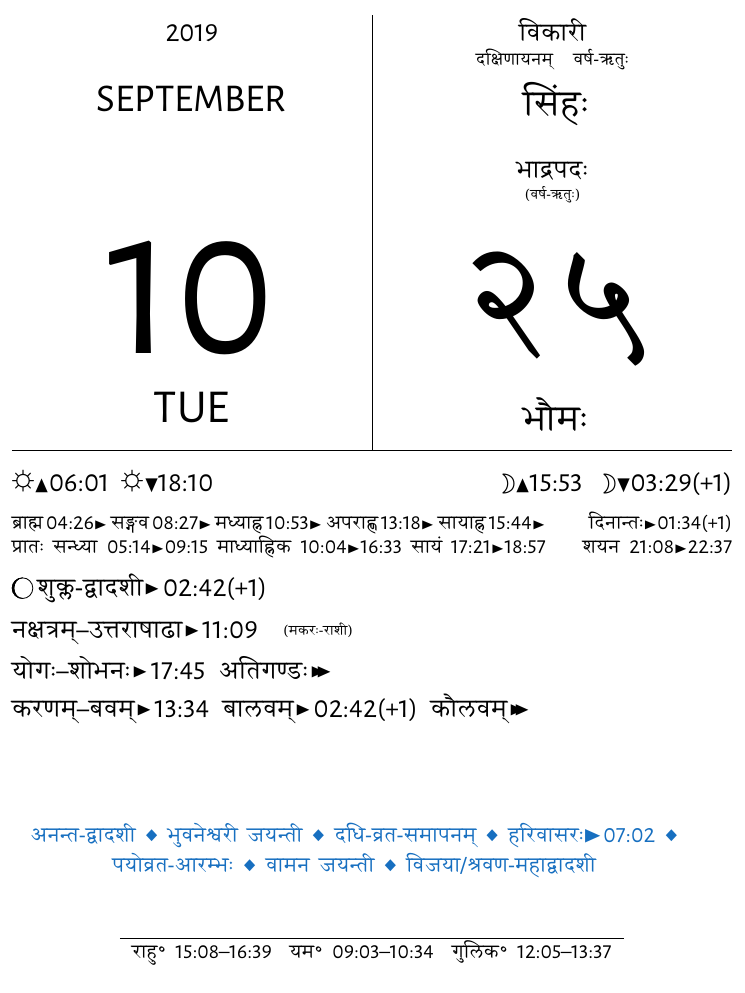 2019
SEPTEMBER
10
TUE
विकारी
दक्षिणायनम् वर्ष-ऋतुः
सिंहः
भाद्रपदः
(वर्ष-ऋतुः)
२५
भौमः
☼▲06:01 ☼▼18:10 ☽▲15:53 ☽▼03:29(+1)
ब्राह्म 04:26► सङ्गव 08:27► मध्याह्न 10:53► अपराह्ण 13:18► सायाह्न 15:44► दिनान्तः►01:34(+1)
प्रातः सन्ध्या 05:14►09:15 माध्याह्निक 10:04►16:33 सायं 17:21►18:57 शयन 21:08►22:37
शुक्ल-द्वादशी► 02:42(+1)
नक्षत्रम्–उत्तराषाढा►11:09 (मकरः-राशी)
योगः–शोभनः►17:45 अतिगण्डः►►
करणम्–बवम्►13:34 बालवम्►02:42(+1) कौलवम्►►
अनन्त-द्वादशी ◆ भुवनेश्वरी जयन्ती ◆ दधि-व्रत-समापनम् ◆ हरिवासरः►07:02 ◆
पयोव्रत-आरम्भः ◆ वामन जयन्ती ◆ विजया/श्रवण-महाद्वादशी
राहु॰ 15:08–16:39 यम॰ 09:03–10:34 गुलिक॰ 12:05–13:37